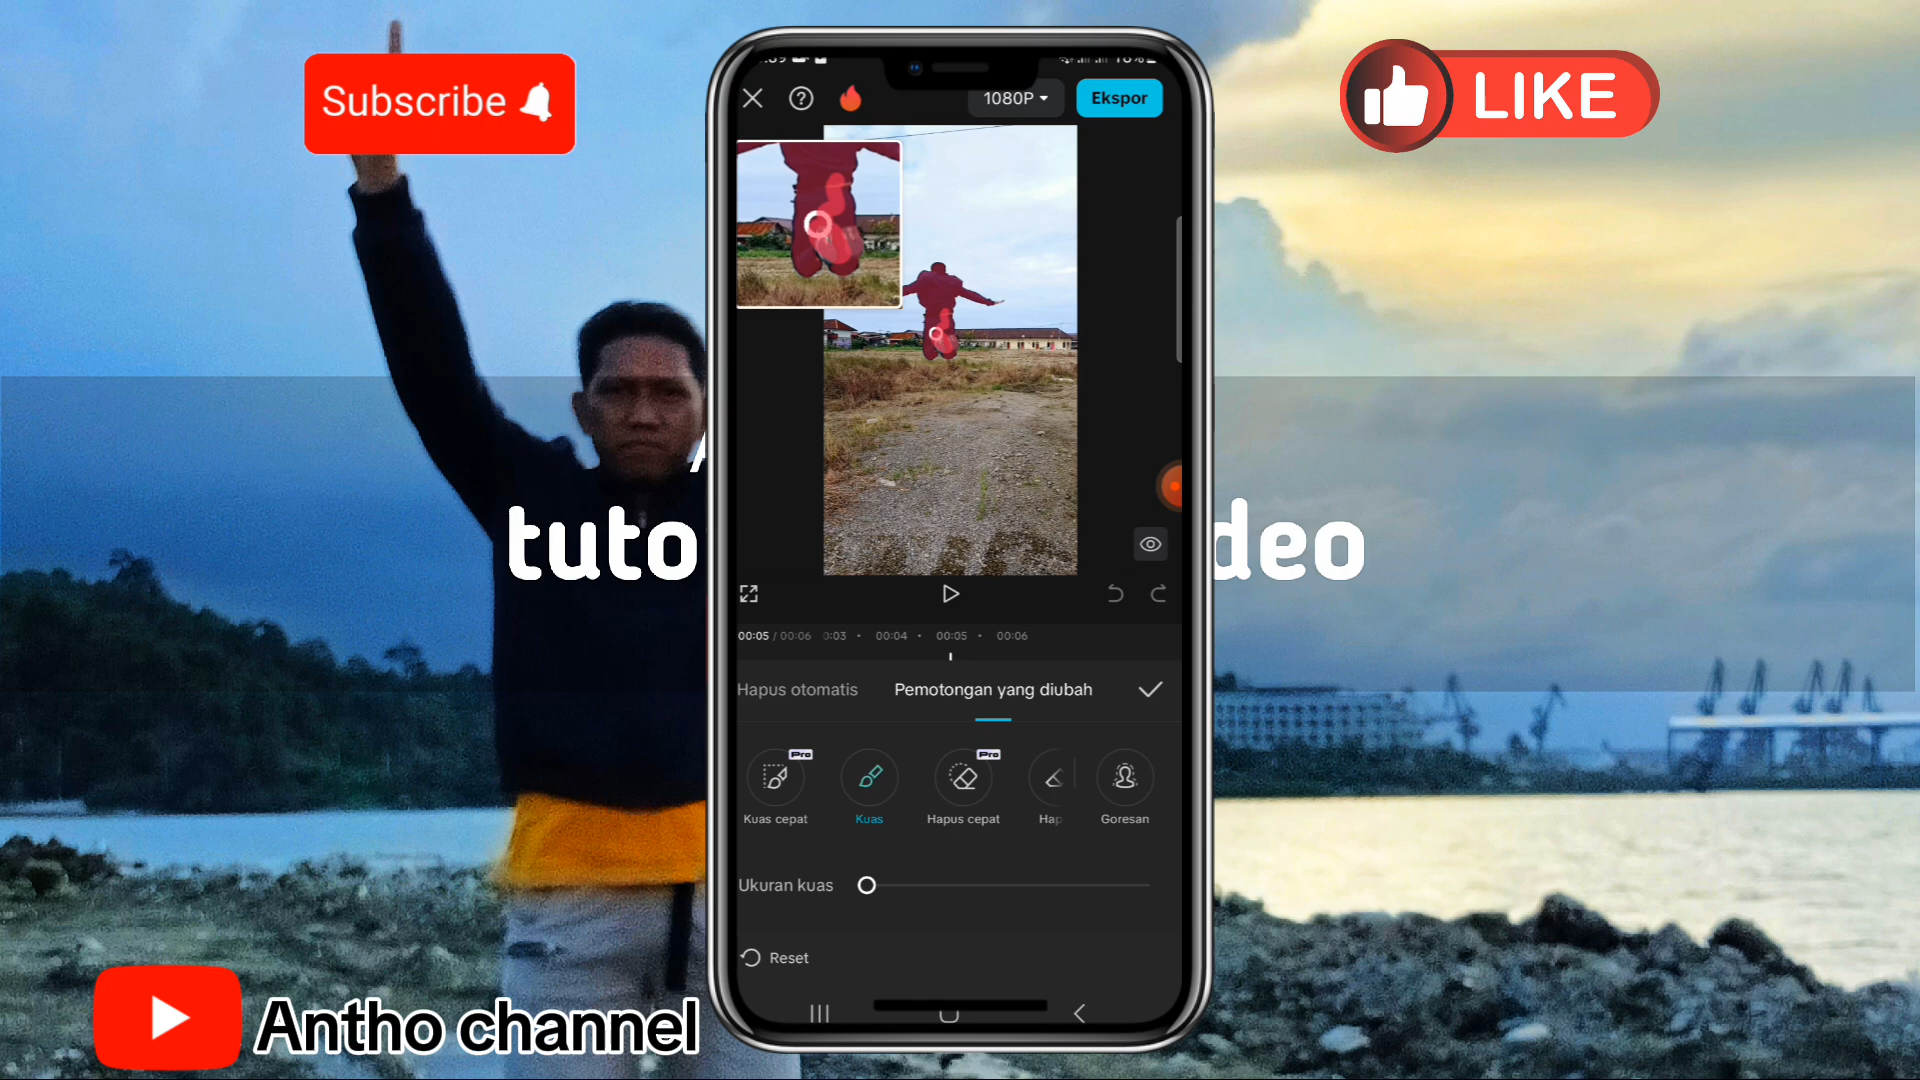 Subscribe
LIKE
1080P
Ekspor
tuto
deo
00:05 / 00:06
0:03
00:04
00:05
00:06
Hapus otomatis
Pemotongan yang diubah
Pro
Pro
Kuas cepat
Kuas
Hapus cepat
Hap
Goresan
Ukuran kuas
Reset
Antho channel